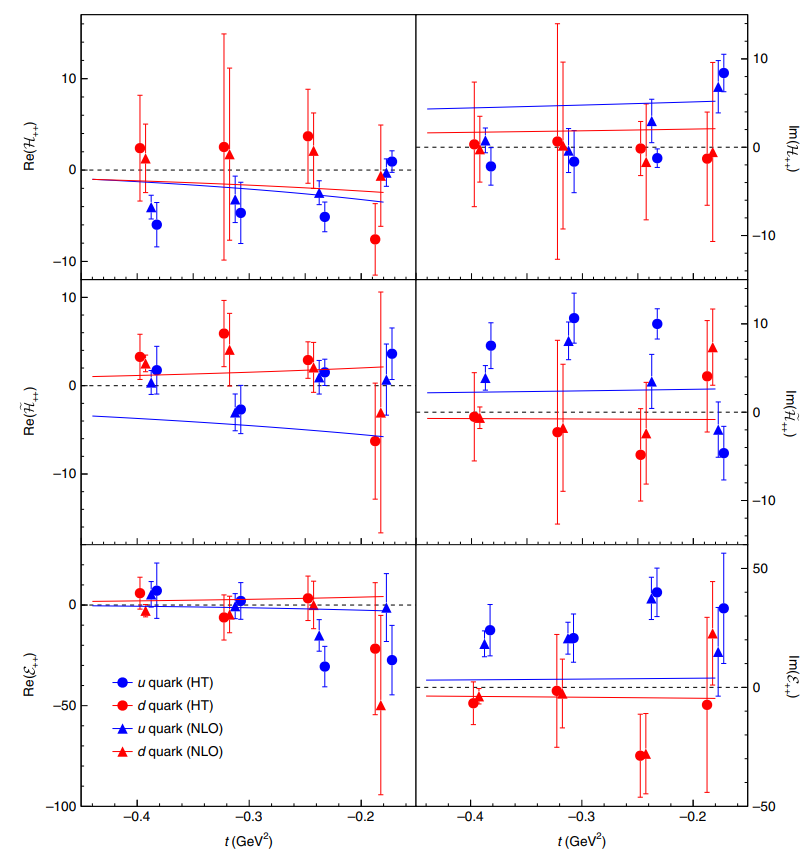 10
0
−10
Re(ℋ₊₊)
10
0
−10
Im(ℋ₊₊)
10
0
−10
Re(ℋ̃₊₊)
10
0
−10
Im(ℋ̃₊₊)
0
−50
−100
Re(ℰ₊₊)
u quark (HT)
d quark (HT)
u quark (NLO)
d quark (NLO)
50
0
−50
Im(ℰ₊₊)
−0.4
−0.3
−0.2
−0.4
−0.3
−0.2
t (GeV²)
t (GeV²)